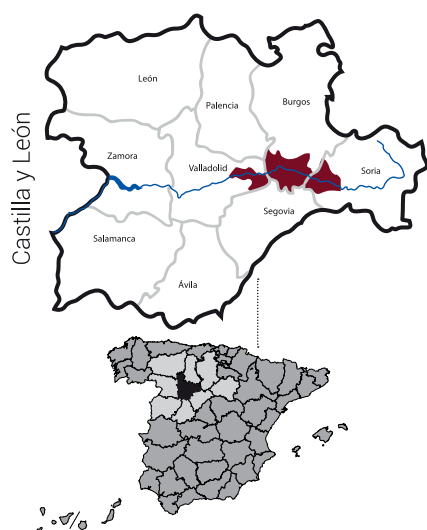 Castilla y León
León
Palencia
Burgos
Zamora
Valladolid
Soria
Segovia
Salamanca
Ávila